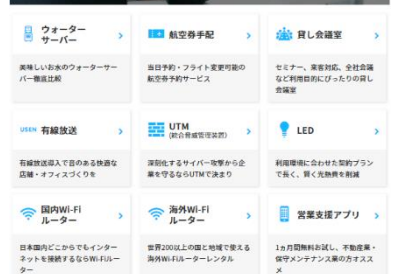 ウォーター
サーバー
美味しいお水のウォーターサー
バー徹底比較
航空券手配
当日予約・フライト変更可能の
航空券予約サービス
貸し会議室
セミナー、来客対応、全社会議
など利用目的にぴったりの貸し
会議室
USEN 有線放送
有線放送導入で音のある快適な
店舗・オフィスづくりを
UTM
(統合脅威管理装置)
深刻化するサイバー攻撃から企
業を守るならUTMで決まり
LED
利用環境に合わせた契約プラン
で長く、賢く光熱費を削減
国内Wi-Fi
ルーター
日本国内どこからでもインター
ネットを接続するならWi-Fiルー
ター
海外Wi-Fi
ルーター
世界200以上の国と地域で使える
海外Wi-Fiルーターレンタル
営業支援アプリ
1ヵ月間無料お試し、不動産業・
保守メンテナンス業の方オスス
メ